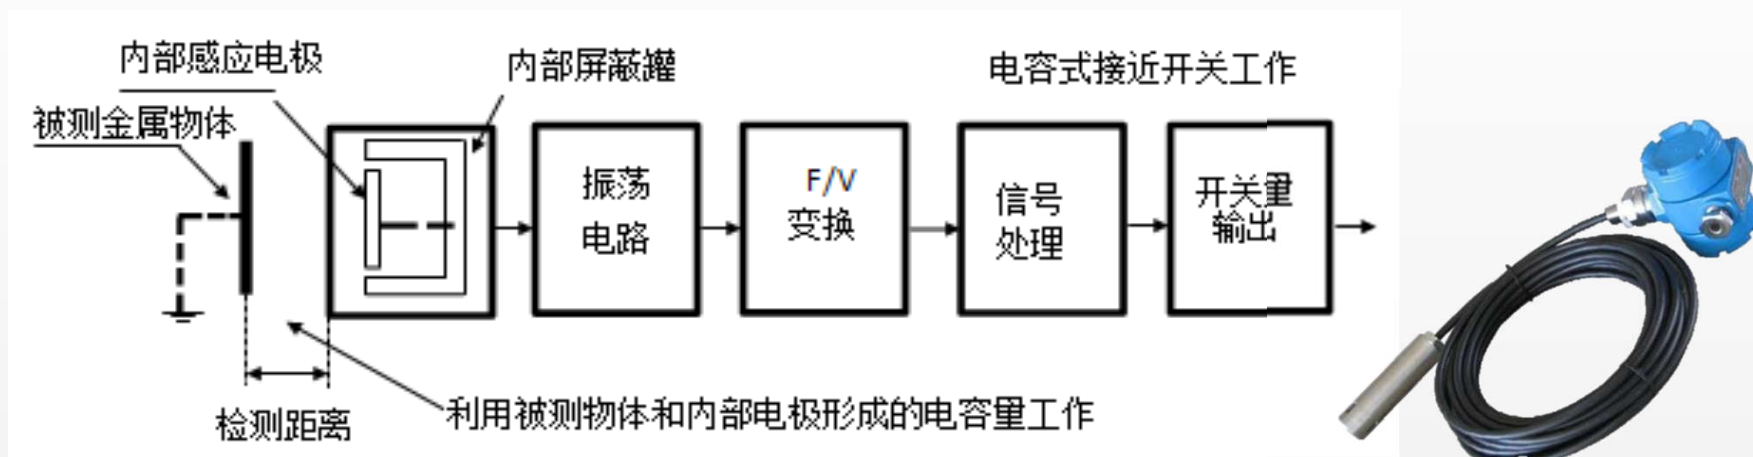 内部感应电极
内部屏蔽罐
电容式接近开关工作
被测金属物体
振荡
电路
F/V
变换
信号
处理
开关量
输出
检测距离
利用被测物体和内部电极形成的电容量工作